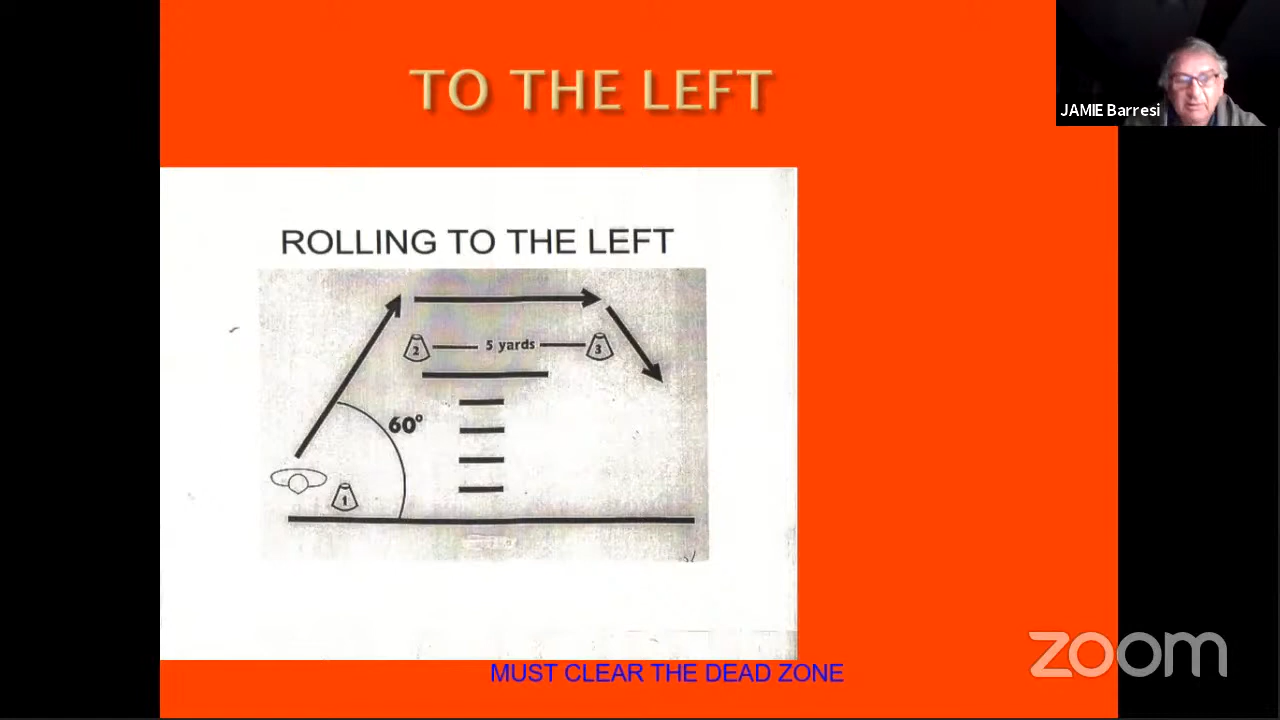 TO THE LEFT
JAMIE Barresi
ROLLING TO THE LEFT
2
5 yards
3
60°
1
MUST CLEAR THE DEAD ZONE
zoom